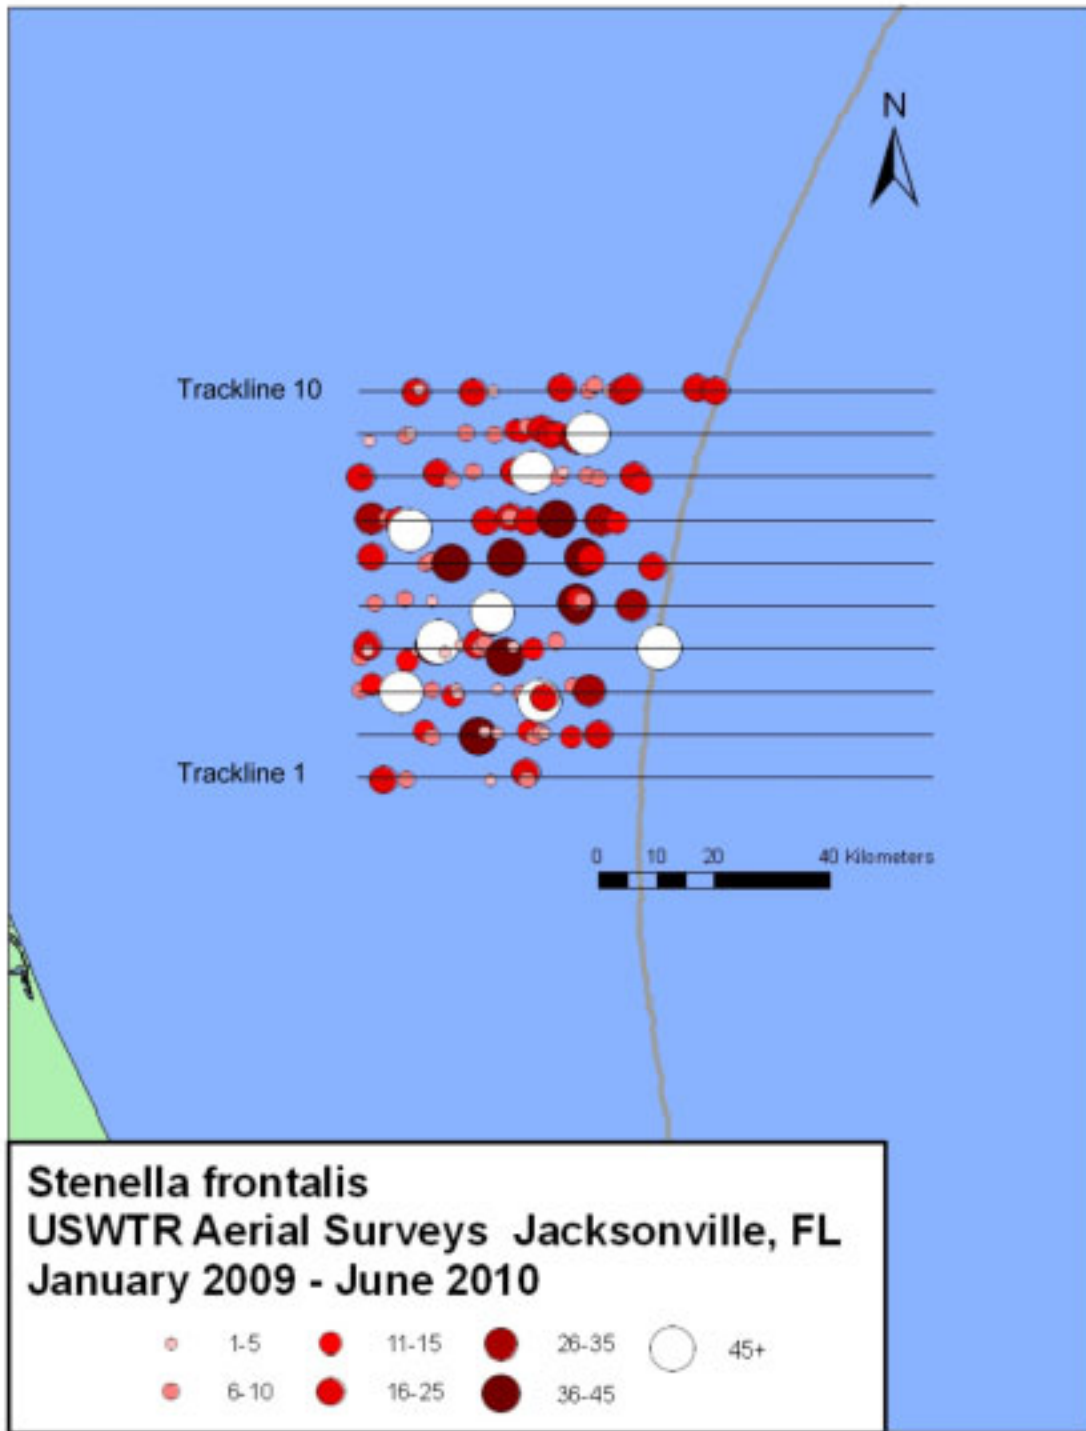 N
Trackline 10
Trackline 1
0 10 20 40 Kilometers
Stenella frontalis
USWTR Aerial Surveys Jacksonville, FL
January 2009 - June 2010
1-5 11-15 26-35 45+
6-10 16-25 36-45